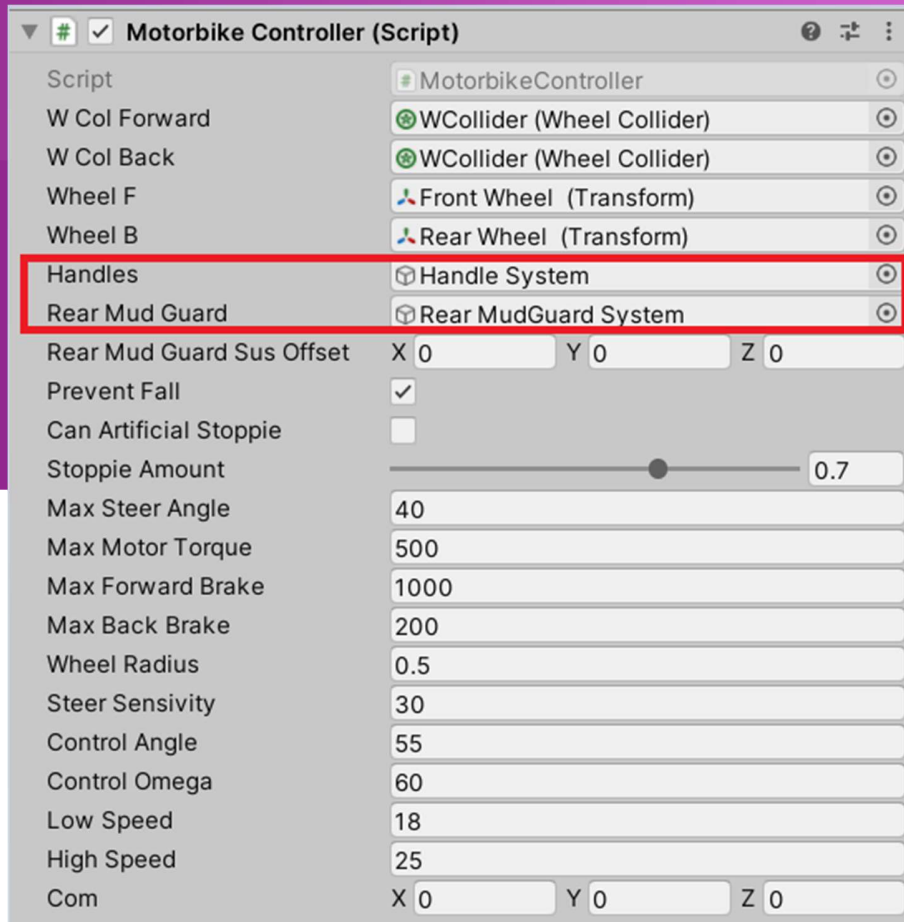 # Motorbike Controller (Script)
Script # MotorbikeController
W Col Forward WCollider (Wheel Collider)
W Col Back WCollider (Wheel Collider)
Wheel F Front Wheel (Transform)
Wheel B Rear Wheel (Transform)
Handles Handle System
Rear Mud Guard Rear MudGuard System
Rear Mud Guard Sus Offset X 0 Y 0 Z 0
Prevent Fall
Can Artificial Stoppie
Stoppie Amount 0.7
Max Steer Angle 40
Max Motor Torque 500
Max Forward Brake 1000
Max Back Brake 200
Wheel Radius 0.5
Steer Sensivity 30
Control Angle 55
Control Omega 60
Low Speed 18
High Speed 25
Com X 0 Y 0 Z 0